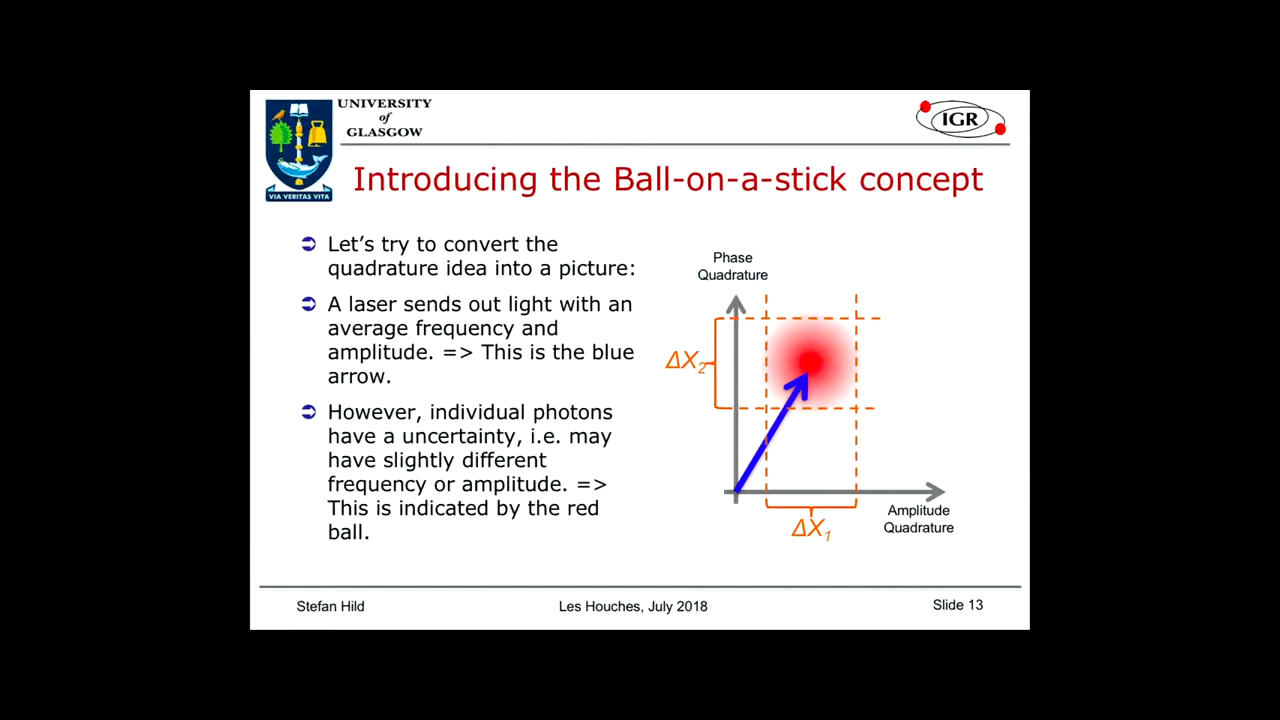 UNIVERSITY
of
GLASGOW
VIA VERITAS VITA
IGR
Introducing the Ball-on-a-stick concept
Let’s try to convert the
quadrature idea into a picture:
A laser sends out light with an
average frequency and
amplitude. => This is the blue
arrow.
However, individual photons
have a uncertainty, i.e. may
have slightly different
frequency or amplitude. =>
This is indicated by the red
ball.
Phase
Quadrature
ΔX2
ΔX1
Amplitude
Quadrature
Stefan Hild
Les Houches, July 2018
Slide 13